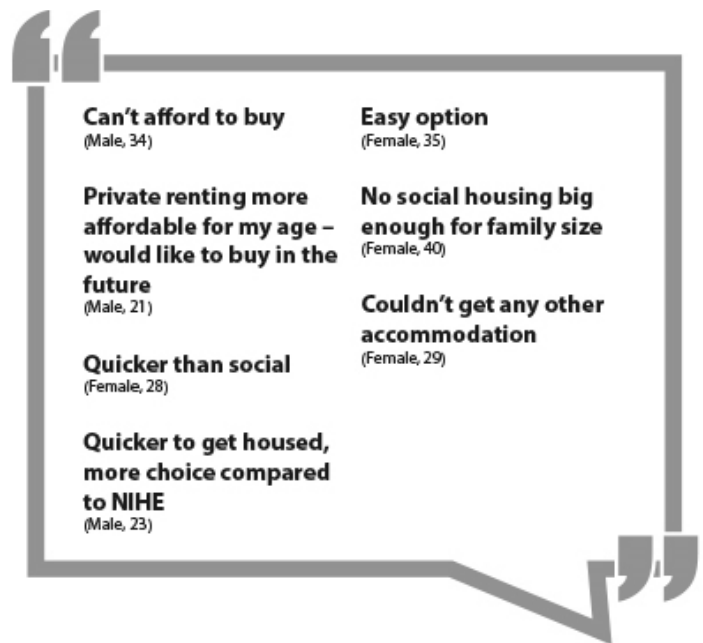 Can't afford to buy
(Male, 34)
Private renting more
affordable for my age –
would like to buy in the
future
(Male, 21)
Quicker than social
(Female, 28)
Quicker to get housed,
more choice compared
to NIHE
(Male, 23)
Easy option
(Female, 35)
No social housing big
enough for family size
(Female, 40)
Couldn't get any other
accommodation
(Female, 29)